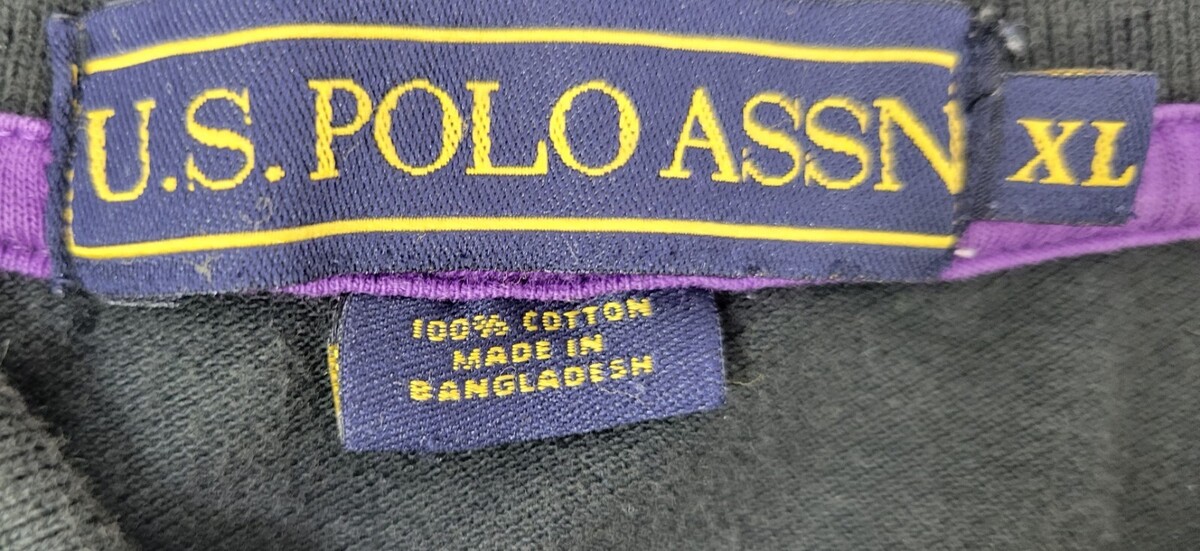 U.S. POLO ASSN
XL
100% COTTON
MADE IN
BANGLADESH